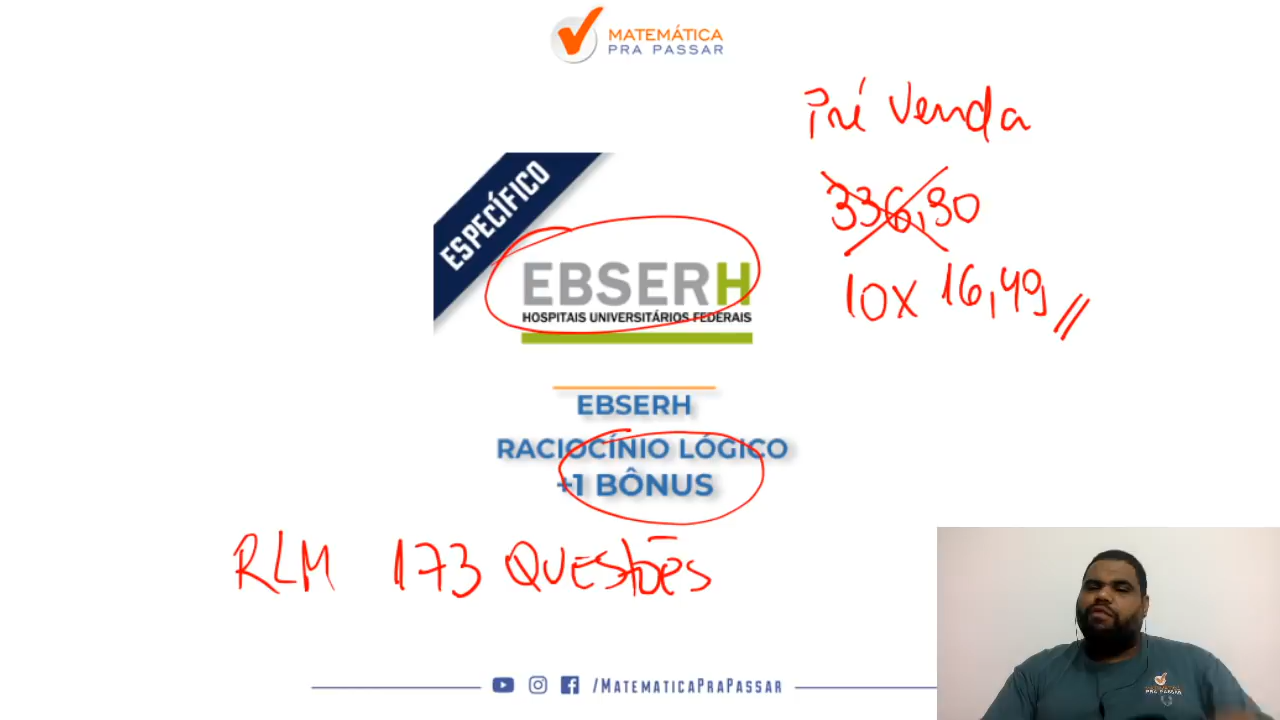 MATEMÁTICA
PRA PASSAR
Pré Venda
336,30
10X 16,49
ESPECÍFICO
EBSERH
HOSPITAIS UNIVERSITÁRIOS FEDERAIS
EBSERH
RACIOCÍNIO LÓGICO
+1 BÔNUS
RLM 173 QUESTÕES
/MATEMATICAPRAPASSAR